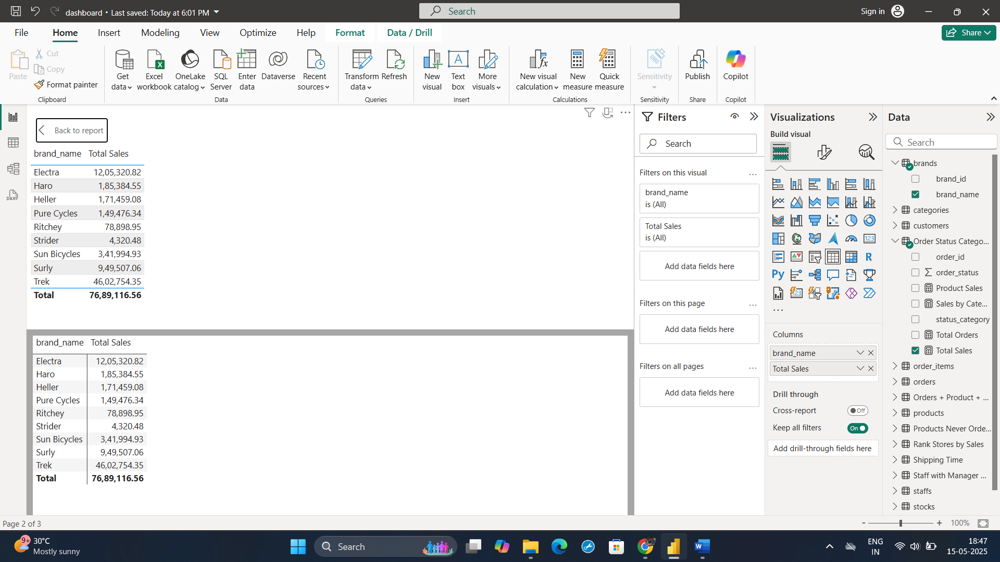 dashboard • Last saved: Today at 6:01 PM
Search
Sign in
File
Home
Insert
Modeling
View
Optimize
Help
Format
Data / Drill
Share
Paste
Cut
Copy
Format painter
Clipboard
Get data
Excel workbook
OneLake catalog
SQL Server
Enter data
Dataverse
Recent sources
Data
Transform data
Refresh
Queries
New visual
Text box
More visuals
Insert
New visual calculation
New measure
Quick measure
Calculations
Sensitivity
Sensitivity
Publish
Share
Copilot
Copilot
Back to report
brand_name Total Sales
Electra 12,05,320.82
Haro 1,85,384.55
Heller 1,71,459.08
Pure Cycles 1,49,476.34
Ritchey 78,898.95
Strider 4,320.48
Sun Bicycles 3,41,994.93
Surly 9,49,507.06
Trek 46,02,754.35
Total 76,89,116.56
brand_name Total Sales
Electra 12,05,320.82
Haro 1,85,384.55
Heller 1,71,459.08
Pure Cycles 1,49,476.34
Ritchey 78,898.95
Strider 4,320.48
Sun Bicycles 3,41,994.93
Surly 9,49,507.06
Trek 46,02,754.35
Total 76,89,116.56
Filters
Search
Filters on this visual ...
brand_name
is (All)
Total Sales
is (All)
Add data fields here
Filters on this page ...
Add data fields here
Filters on all pages ...
Add data fields here
Visualizations
Build visual
123
R
Py
123
...
Columns
brand_name
Total Sales
Drill through
Cross-report Off
Keep all filters On
Add drill-through fields here
Data
Search
brands
brand_id
brand_name
categories
customers
Order Status Catego...
order_id
order_status
Product Sales
Sales by Cate...
status_category
Total Orders
Total Sales
order_items
orders
Orders + Product + ...
products
Products Never Orde...
Rank Stores by Sales
Shipping Time
Staff with Manager ...
staffs
stocks
DAX
Page 2 of 3
- + 100%
9+
30°C
Mostly sunny
Search
W
ENG
IN
18:47
15-05-2025